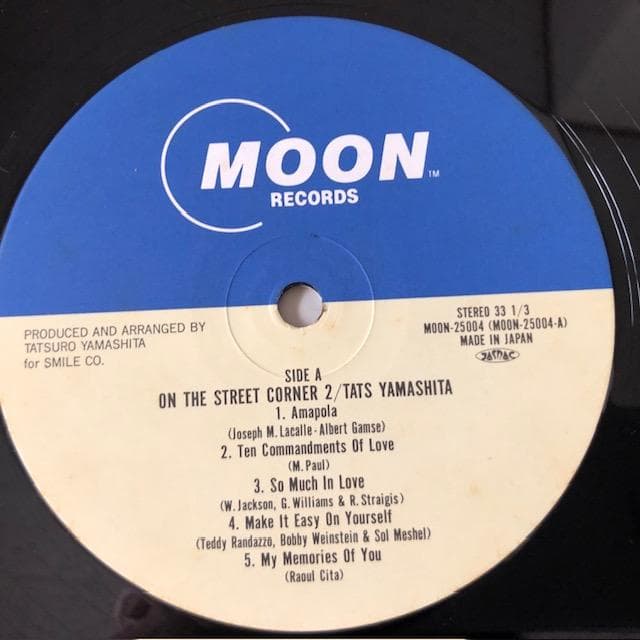 MOON™
RECORDS
PRODUCED AND ARRANGED BY
TATSURO YAMASHITA
for SMILE CO.
STEREO 33 1/3
MOON-25004 (MOON-25004-A)
MADE IN JAPAN
JASRAC
SIDE A
ON THE STREET CORNER 2/TATS YAMASHITA
1. Amapola
(Joseph M. Lacalle-Albert Gamse)
2. Ten Commandments Of Love
(M. Paul)
3. So Much In Love
(W. Jackson, G. Williams & R. Straigis)
4. Make It Easy On Yourself
(Teddy Randazzo, Bobby Weinstein & Sol Meshel)
5. My Memories Of You
(Raoul Cita)